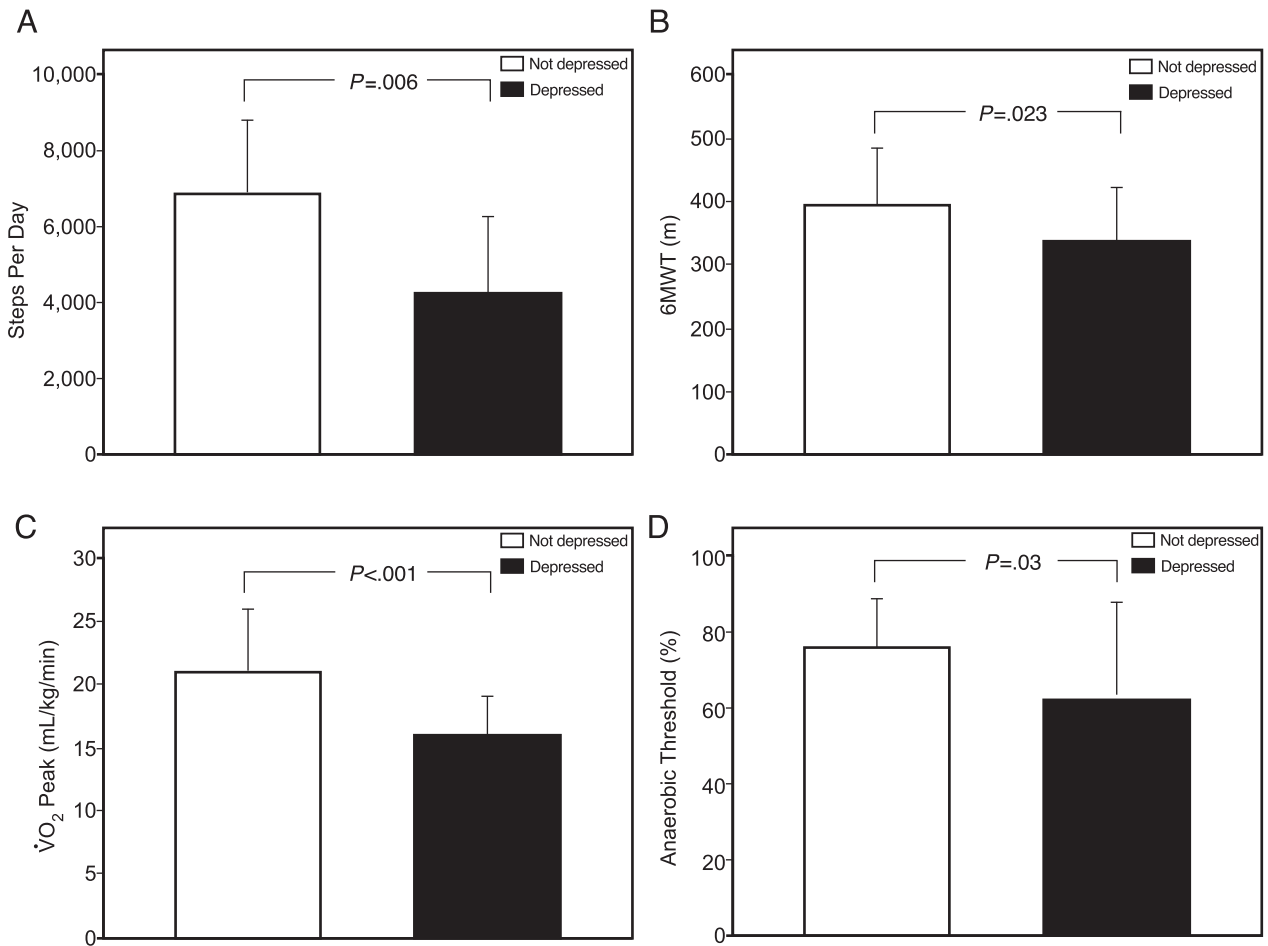 A
Steps Per Day
10,000
8,000
6,000
4,000
2,000
0
P=.006
Not depressed
Depressed
B
6MWT (m)
600
500
400
300
200
100
0
P=.023
Not depressed
Depressed
C
V̇O2 Peak (mL/kg/min)
30
25
20
15
10
5
0
P<.001
Not depressed
Depressed
D
Anaerobic Threshold (%)
100
80
60
40
20
0
P=.03
Not depressed
Depressed